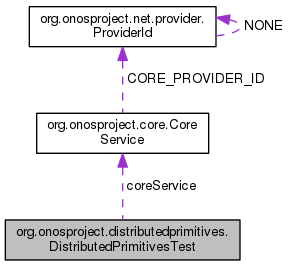 org.onosproject.net.provider.
ProviderId
NONE
CORE_PROVIDER_ID
org.onosproject.core.Core
Service
coreService
org.onosproject.distributedprimitives.
DistributedPrimitivesTest